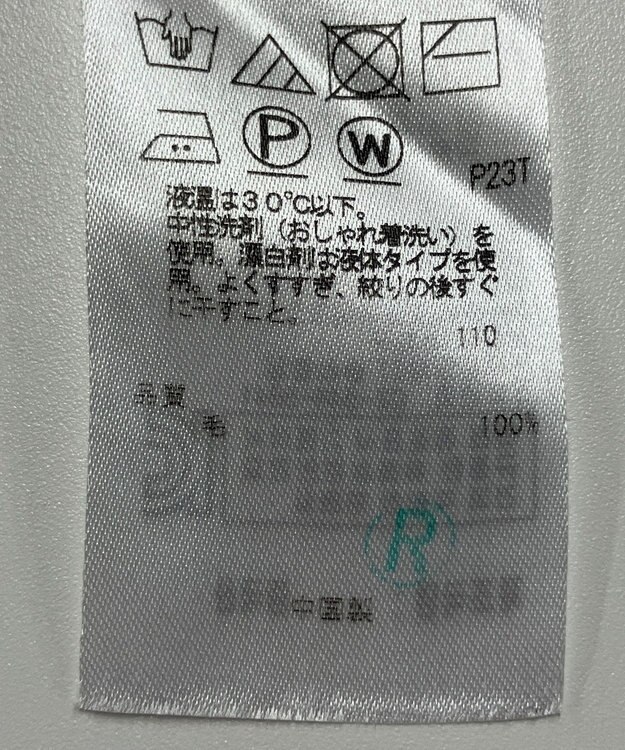 P
W
P23T
液温は30℃以下。
中性洗剤(おしゃれ着洗い)を
使用。漂白剤は液体タイプを使
用。よくすすぎ、絞りの後すぐ
に干すこと。
110
品質
毛 100%
R
中国製